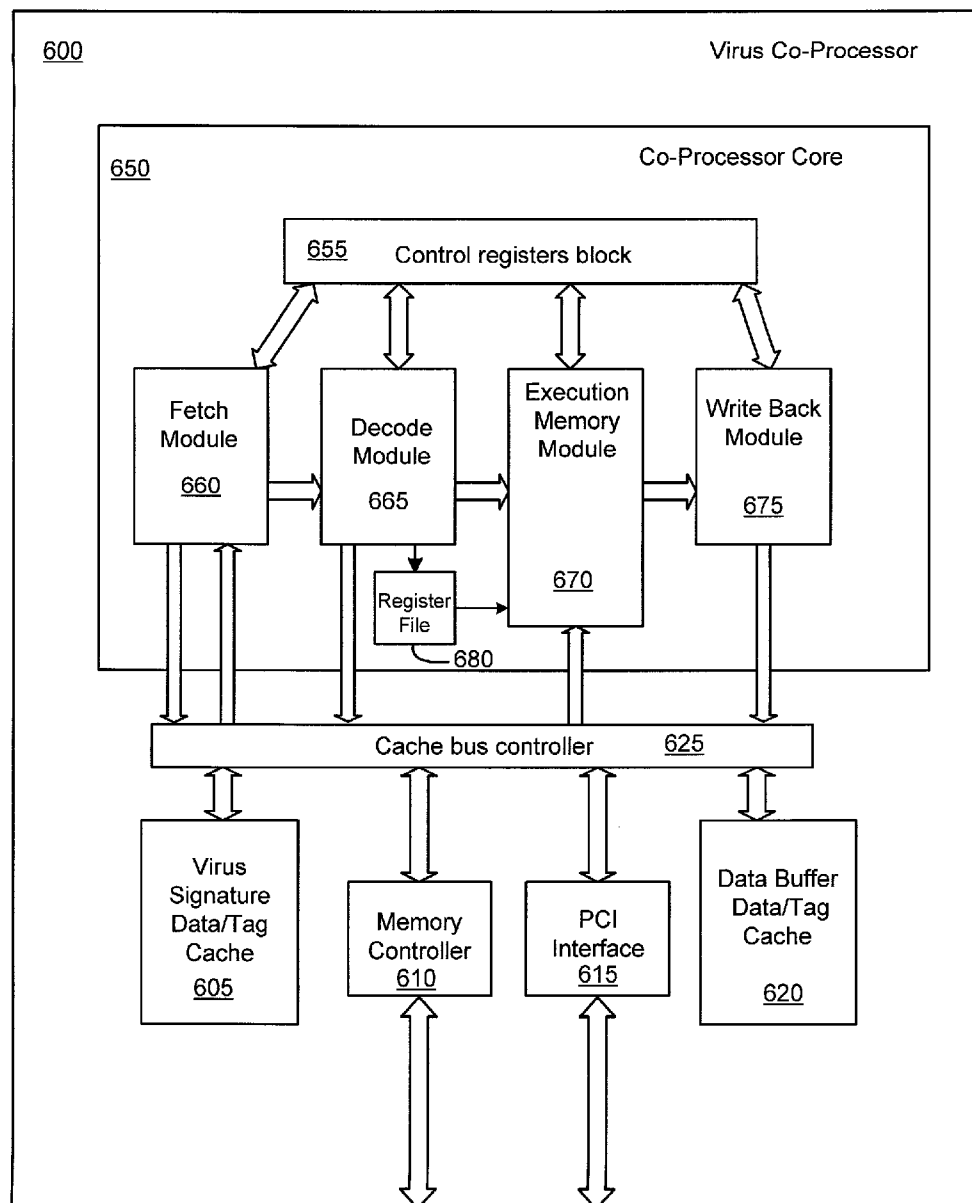 600
Virus Co-Processor
650
Co-Processor Core
655
Control registers block
Fetch
Module
660
Decode
Module
665
Execution
Memory
Module
670
Write Back
Module
675
Register
File
680
Cache bus controller
625
Virus
Signature
Data/Tag
Cache
605
Memory
Controller
610
PCI
Interface
615
Data Buffer
Data/Tag
Cache
620